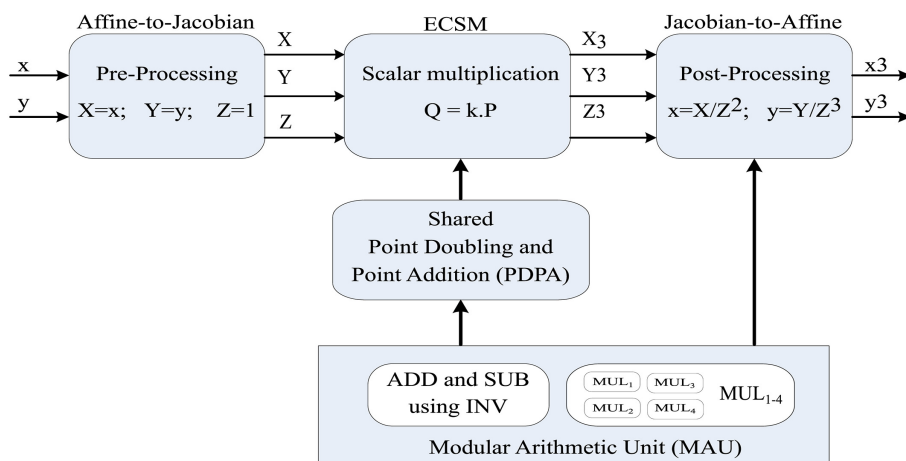 Affine-to-Jacobian
ECSM
Jacobian-to-Affine
x
y
Pre-Processing
X=x; Y=y; Z=1
X
Y
Z
Scalar multiplication
Q = k.P
X3
Y3
Z3
Post-Processing
x=X/Z²; y=Y/Z³
x3
y3
Shared
Point Doubling and
Point Addition (PDPA)
ADD and SUB
using INV
MUL₁ MUL₃
MUL₂ MUL₄
MUL₁₋₄
Modular Arithmetic Unit (MAU)